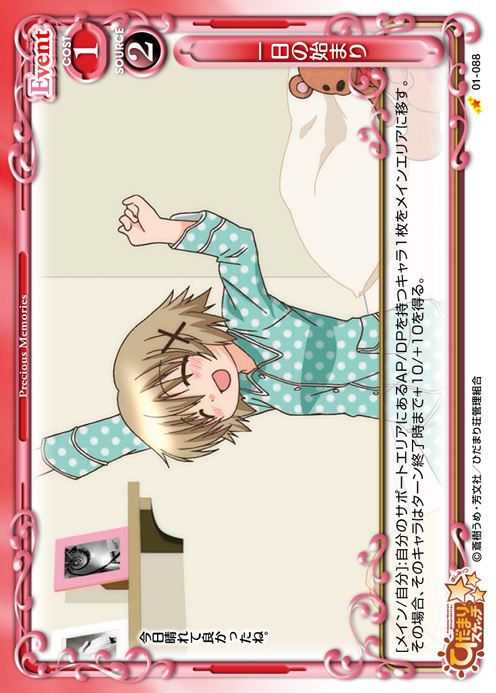 Event
COST
1
SOURCE
2
一日の始まり
Precious Memories
今日晴れて良かったね。
[メイン/自分]:自分のサポートエリアにあるAP/DPを持つキャラ1枚をメインエリアに移す。
その場合、そのキャラはターン終了時まで+10/+10を得る。
ひだまりスケッチ
©蒼樹うめ・芳文社/ひだまり荘管理組合
01-088